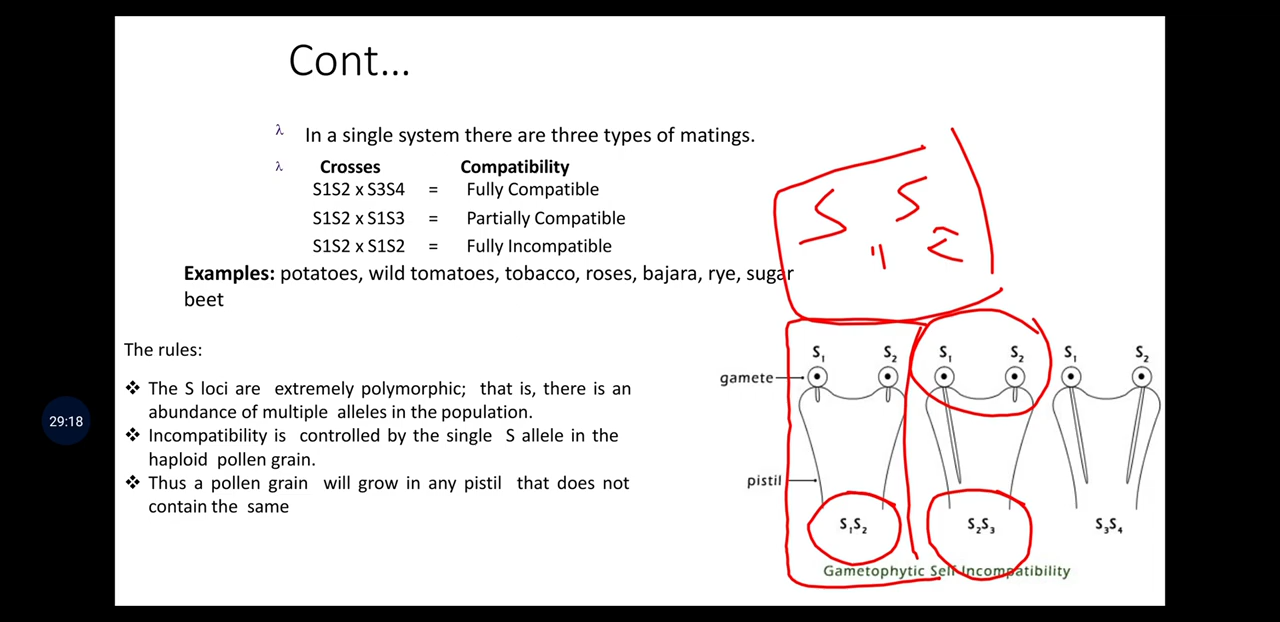 Cont...
λ In a single system there are three types of matings.
λ Crosses Compatibility
S1S2 x S3S4 = Fully Compatible
S1S2 x S1S3 = Partially Compatible
S1S2 x S1S2 = Fully Incompatible
Examples: potatoes, wild tomatoes, tobacco, roses, bajara, rye, sugar
beet
The rules:
❖ The S loci are extremely polymorphic; that is, there is an
abundance of multiple alleles in the population.
❖ Incompatibility is controlled by the single S allele in the
haploid pollen grain.
❖ Thus a pollen grain will grow in any pistil that does not
contain the same
29:18
S S
S₁ S₂ S₁ S₂ S₁ S₂
gamete
pistil
S₁S₂ S₂S₃ S₃S₄
Gametophytic Self Incompatibility